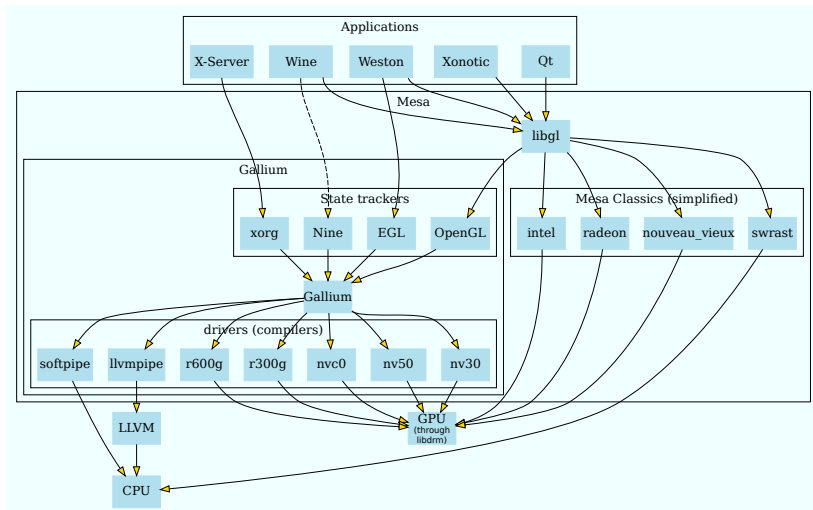 Applications
X-Server
Wine
Weston
Xonotic
Qt
Mesa
libgl
Gallium
State trackers
Mesa Classics (simplified)
xorg
Nine
EGL
OpenGL
intel
radeon
nouveau_vieux
swrast
Gallium
drivers (compilers)
softpipe
llvmpipe
r600g
r300g
nvc0
nv50
nv30
LLVM
GPU
(through
libdrm)
CPU